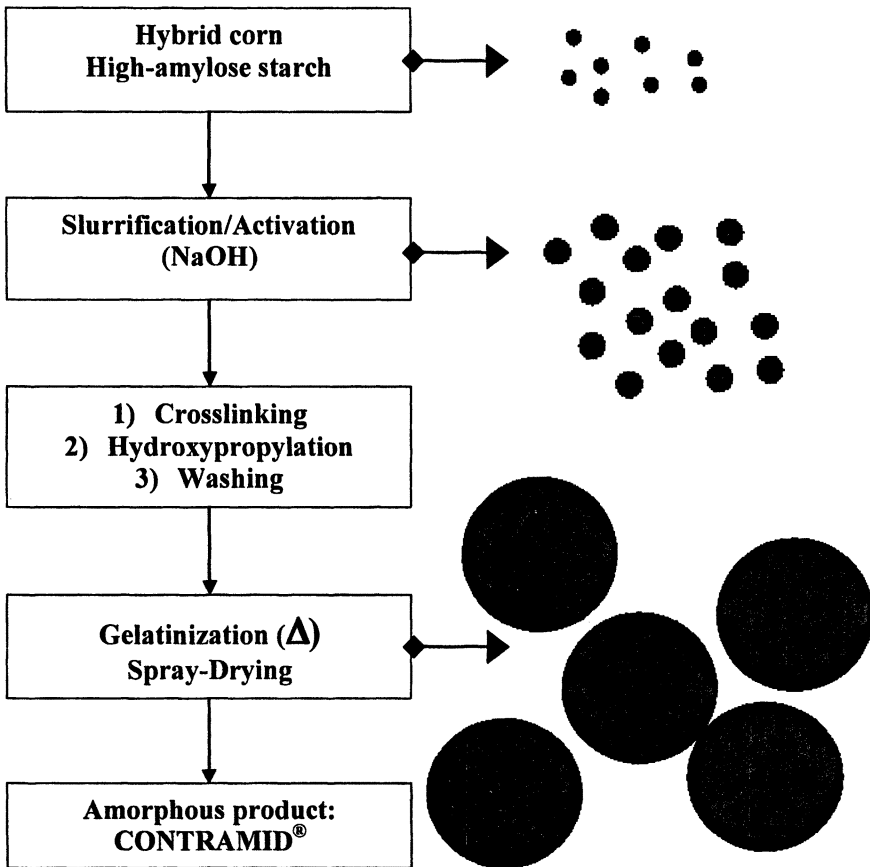 Hybrid corn
High-amylose starch
Slurrification/Activation
(NaOH)
1) Crosslinking
2) Hydroxypropylation
3) Washing
Gelatinization (Δ)
Spray-Drying
Amorphous product:
CONTRAMID®